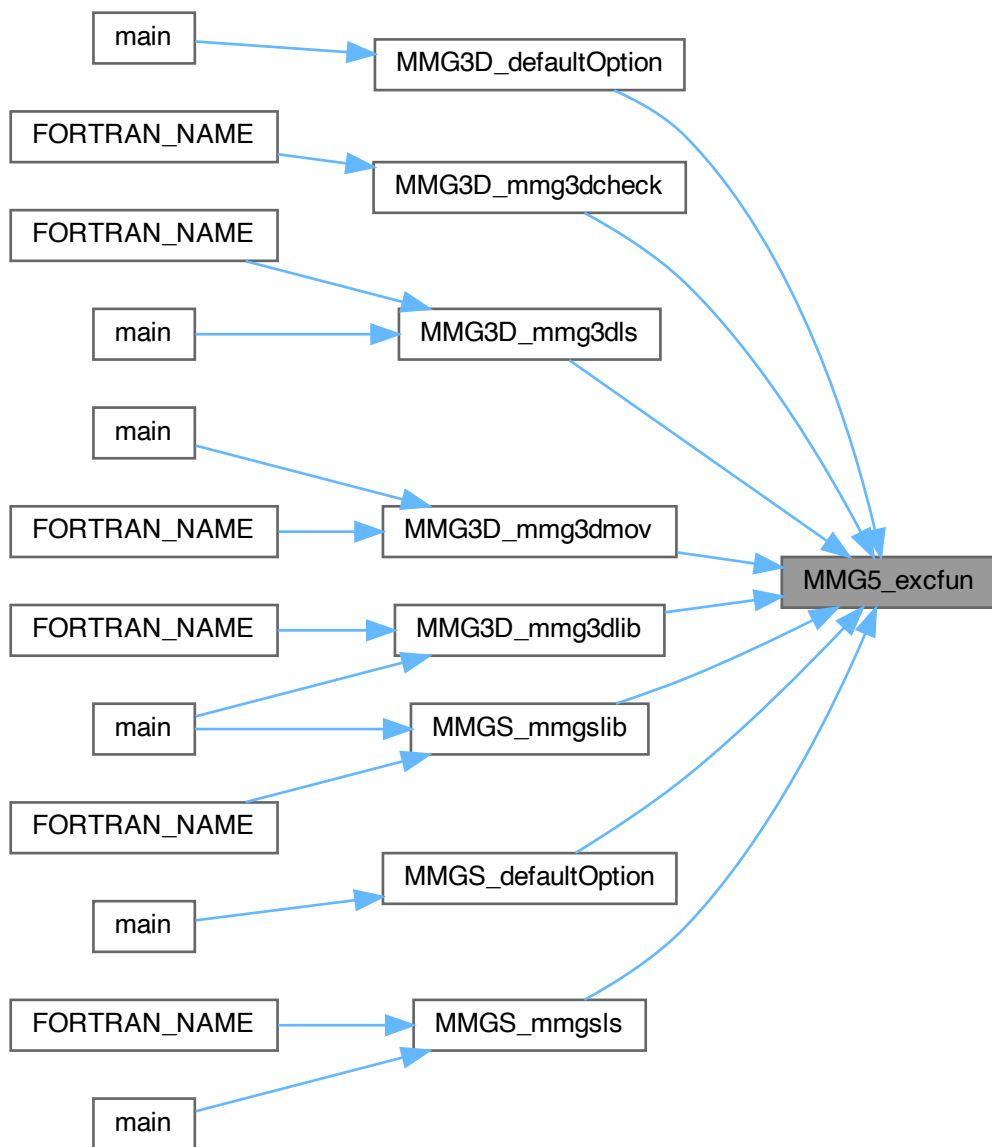 main
MMG3D_defaultOption
FORTRAN_NAME
MMG3D_mmg3dcheck
FORTRAN_NAME
main
MMG3D_mmg3dls
main
FORTRAN_NAME
MMG3D_mmg3dmov
MMG5_excfun
FORTRAN_NAME
MMG3D_mmg3dlib
main
MMGS_mmgslib
FORTRAN_NAME
MMGS_defaultOption
main
FORTRAN_NAME
MMGS_mmgsls
main